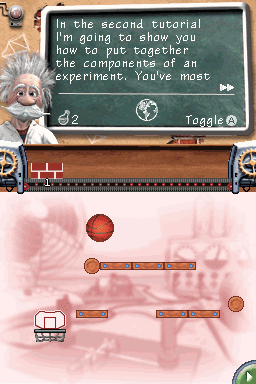 In the second tutorial
I'm going to show you
how to put together
the components of an
experiment. You've most
2
Toggle A
1